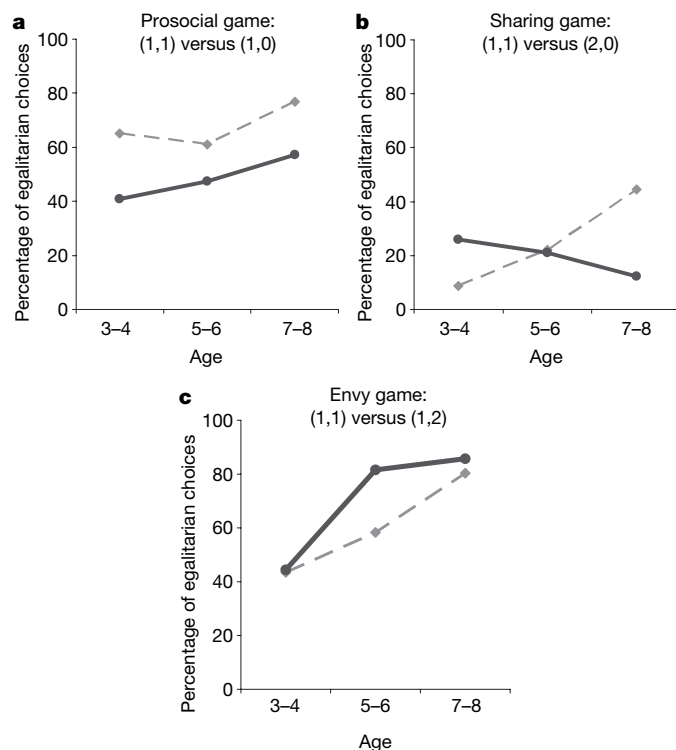 a
Prosocial game:
(1,1) versus (1,0)
Percentage of egalitarian choices
100
80
60
40
20
0
3–4
5–6
7–8
Age
b
Sharing game:
(1,1) versus (2,0)
Percentage of egalitarian choices
100
80
60
40
20
0
3–4
5–6
7–8
Age
c
Envy game:
(1,1) versus (1,2)
Percentage of egalitarian choices
100
80
60
40
20
0
3–4
5–6
7–8
Age